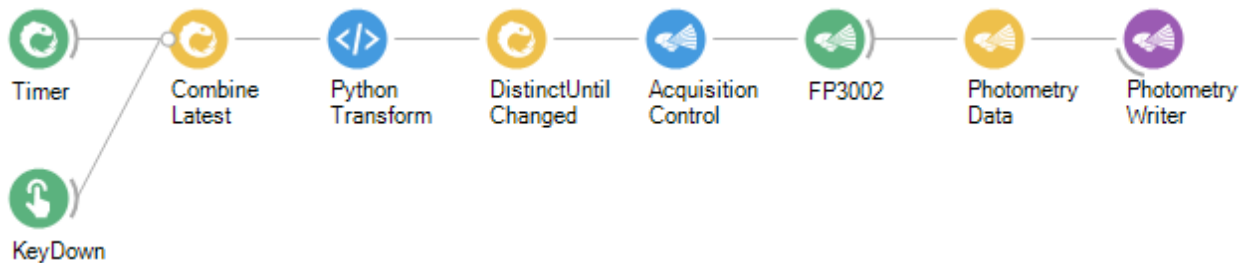 Timer
Combine
Latest
Python
Transform
DistinctUntil
Changed
Acquisition
Control
FP3002
Photometry
Data
Photometry
Writer
KeyDown